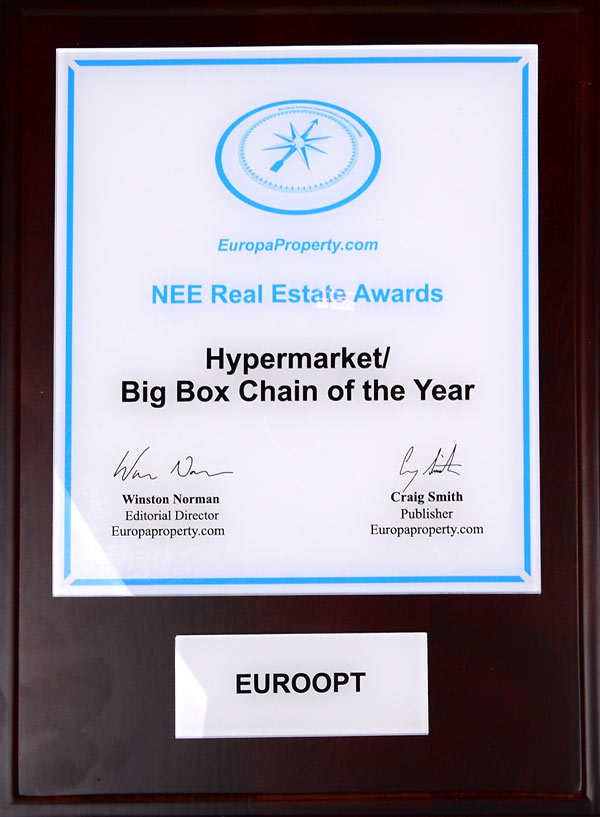 EuropaProperty.com
NEE Real Estate Awards
Hypermarket/
Big Box Chain of the Year
Winston Norman
Editorial Director
Europaproperty.com
Craig Smith
Publisher
Europaproperty.com
EUROOPT